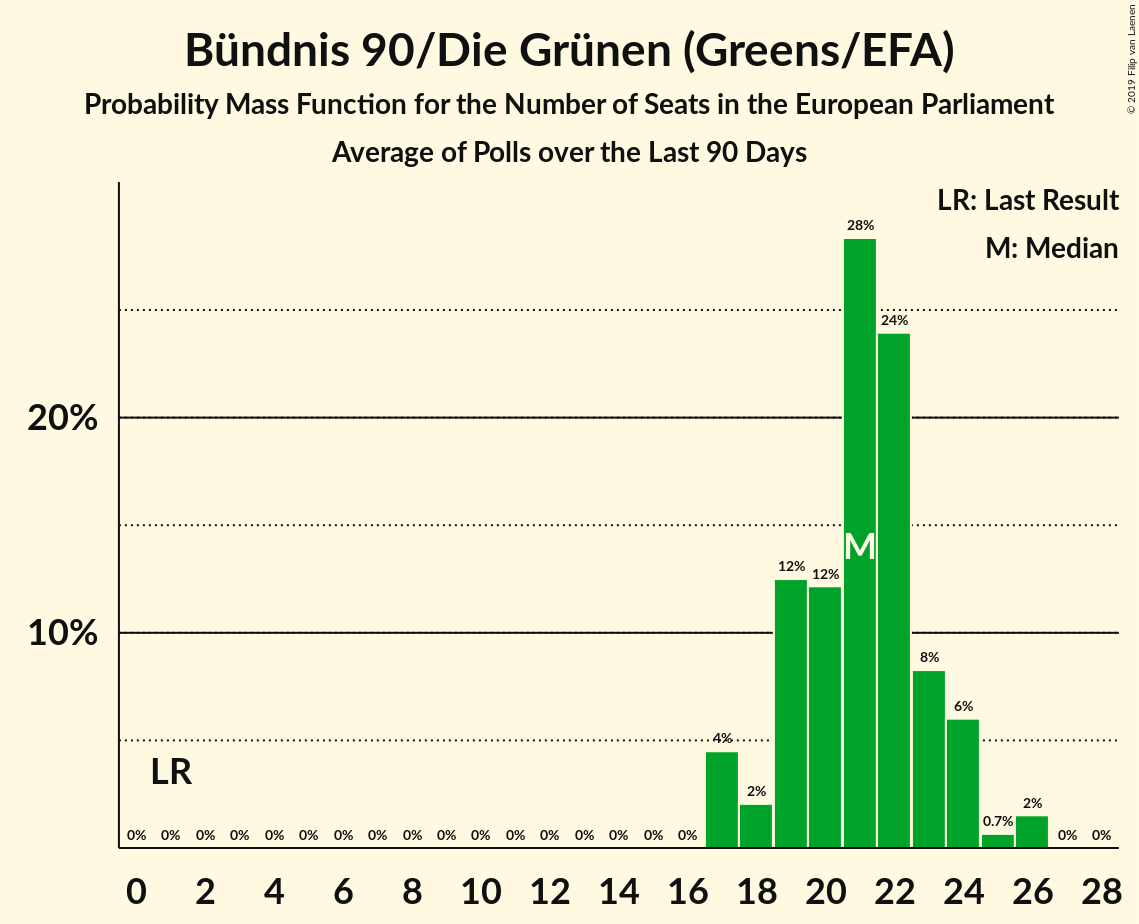 Bündnis 90/Die Grünen (Greens/EFA)
Probability Mass Function for the Number of Seats in the European Parliament
Average of Polls over the Last 90 Days
© 2019 Filip van Laenen
LR: Last Result
M: Median
28%
24%
20%
M
12%
12%
10%
8%
6%
4%
LR
2%
2%
0.7%
0% 0% 0% 0% 0% 0% 0% 0% 0% 0% 0% 0% 0% 0% 0% 0% 0% 0% 0%
0 2 4 6 8 10 12 14 16 18 20 22 24 26 28